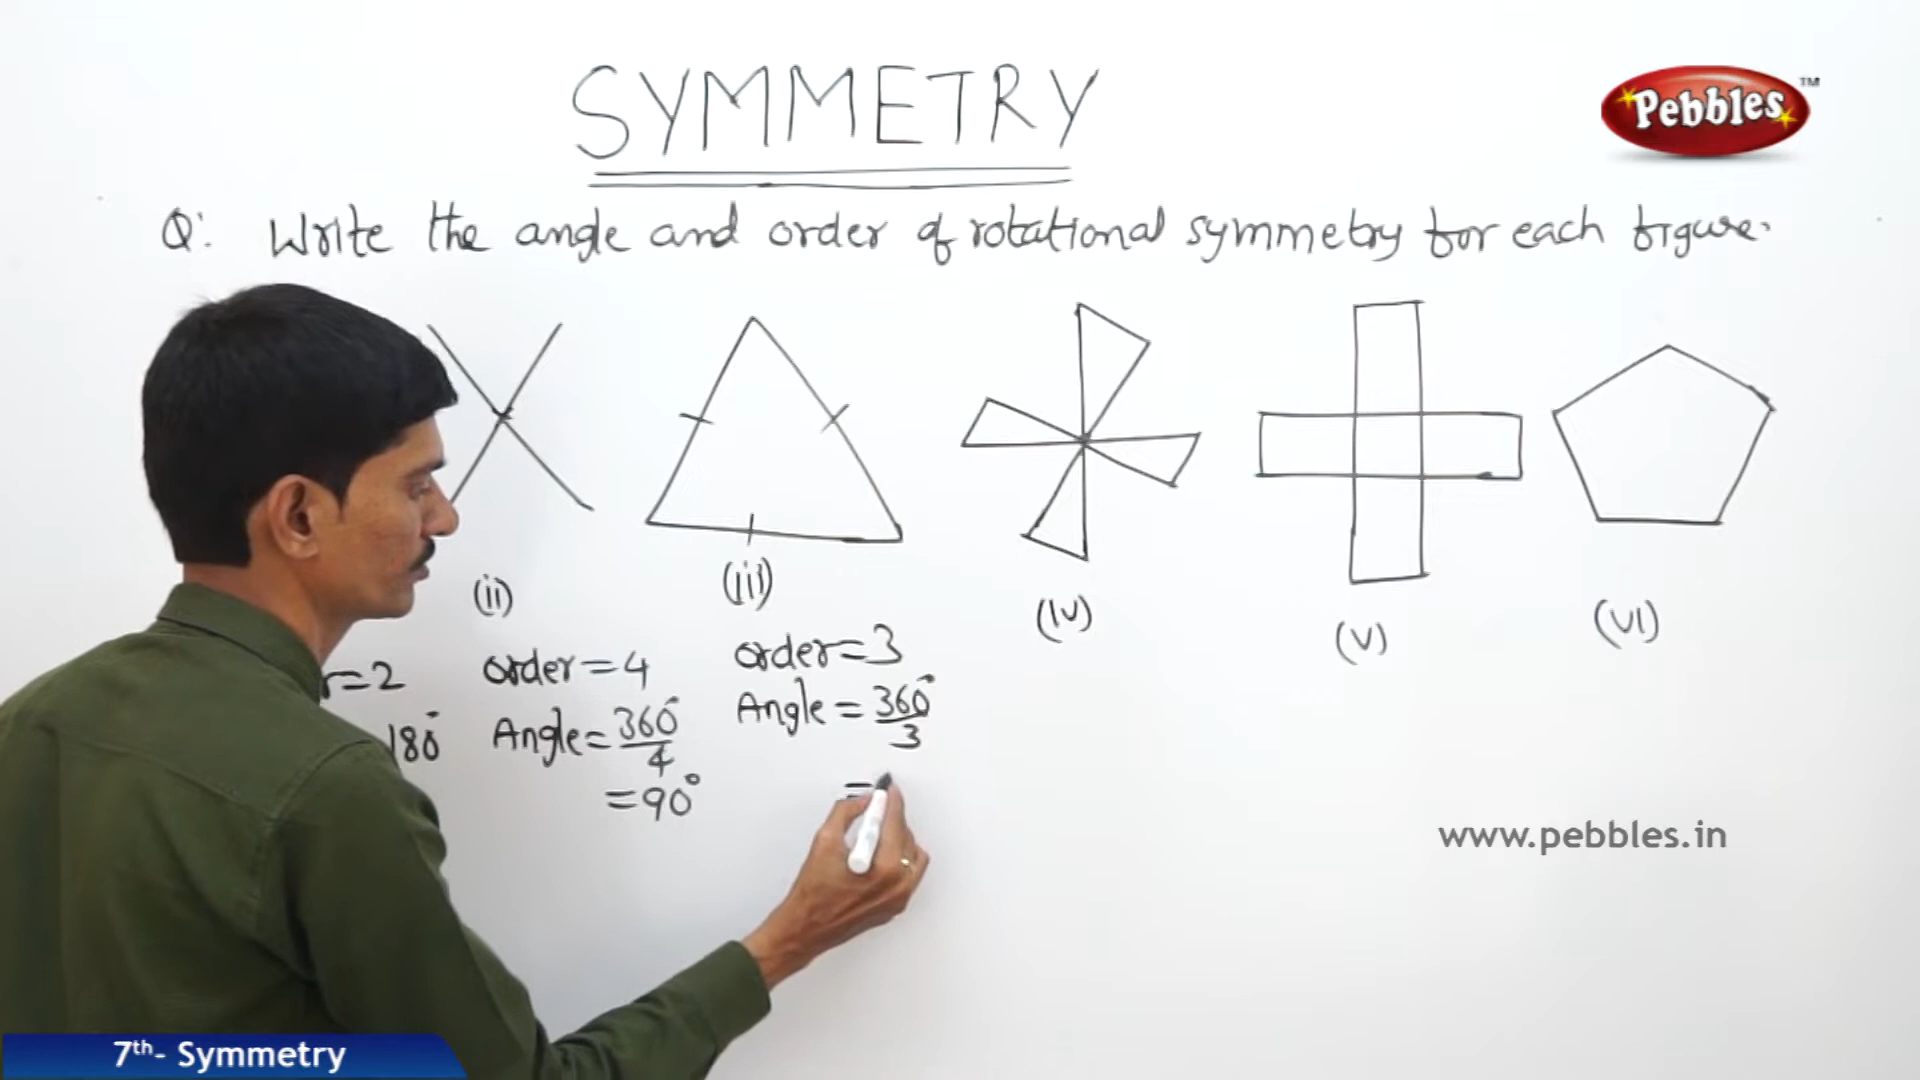 SYMMETRY
Pebbles™
Q: Write the angle and order of rotational symmetry for each figure.
(ii)
(iii)
(iv)
(v)
(vi)
r=2
180°
order=4
Angle=360°/4
=90°
order=3
Angle=360°/3
=
www.pebbles.in
7th- Symmetry